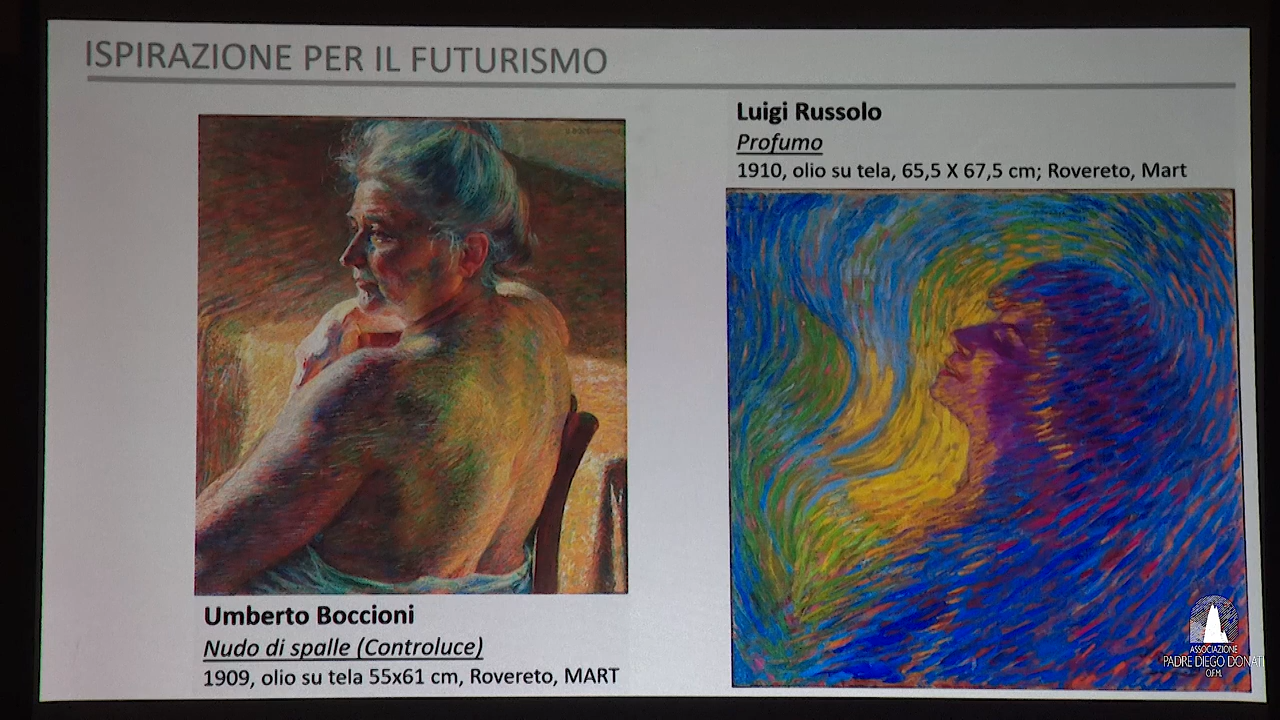 ISPIRAZIONE PER IL FUTURISMO
Luigi Russolo
Profumo
1910, olio su tela, 65,5 X 67,5 cm; Rovereto, Mart
Umberto Boccioni
Nudo di spalle (Controluce)
1909, olio su tela 55x61 cm, Rovereto, MART
ASSOCIAZIONE
PADRE DIEGO DONATI
O.F.M.